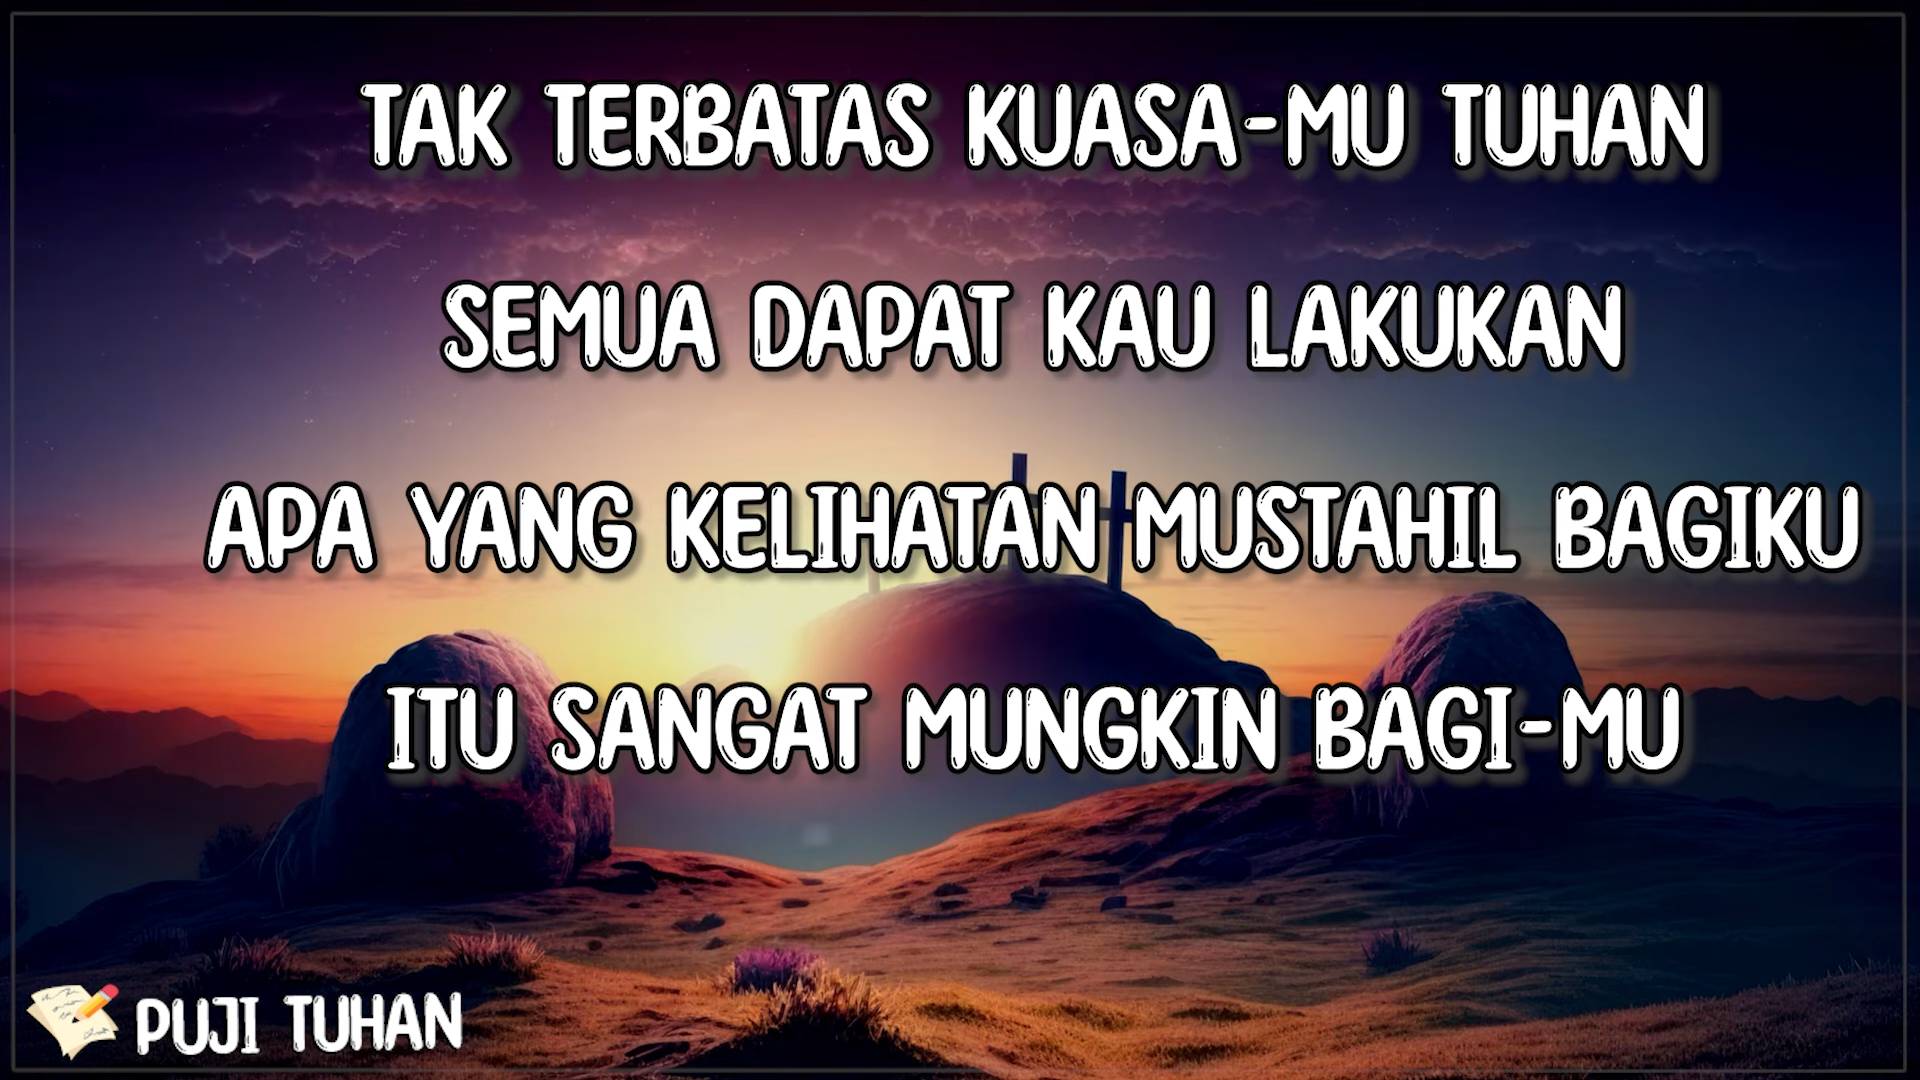 TAK TERBATAS KUASA-MU TUHAN
SEMUA DAPAT KAU LAKUKAN
APA YANG KELIHATAN MUSTAHIL BAGIKU
ITU SANGAT MUNGKIN BAGI-MU
PUJI TUHAN